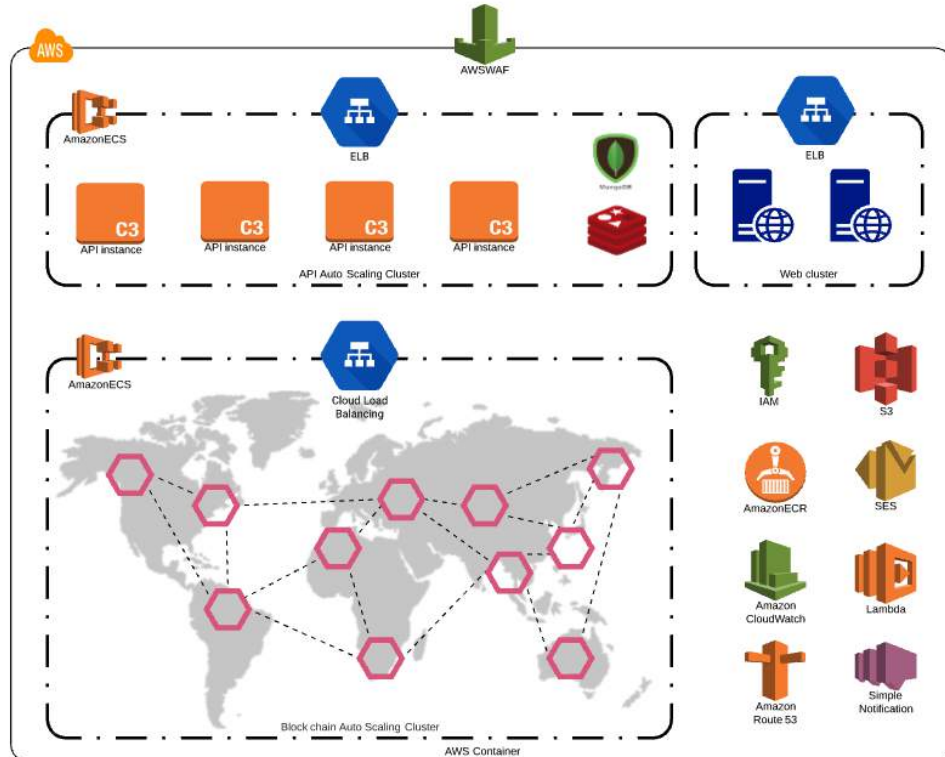 AWS
AWSWAF
AmazonECS
ELB
ELB
MongoDB
C3
C3
C3
C3
API instance
API instance
API instance
API instance
API Auto Scaling Cluster
Web cluster
AmazonECS
Cloud Load
Balancing
IAM
S3
AmazonECR
SES
Amazon
CloudWatch
Lambda
Amazon
Route 53
Simple
Notification
Block chain Auto Scaling Cluster
AWS Container